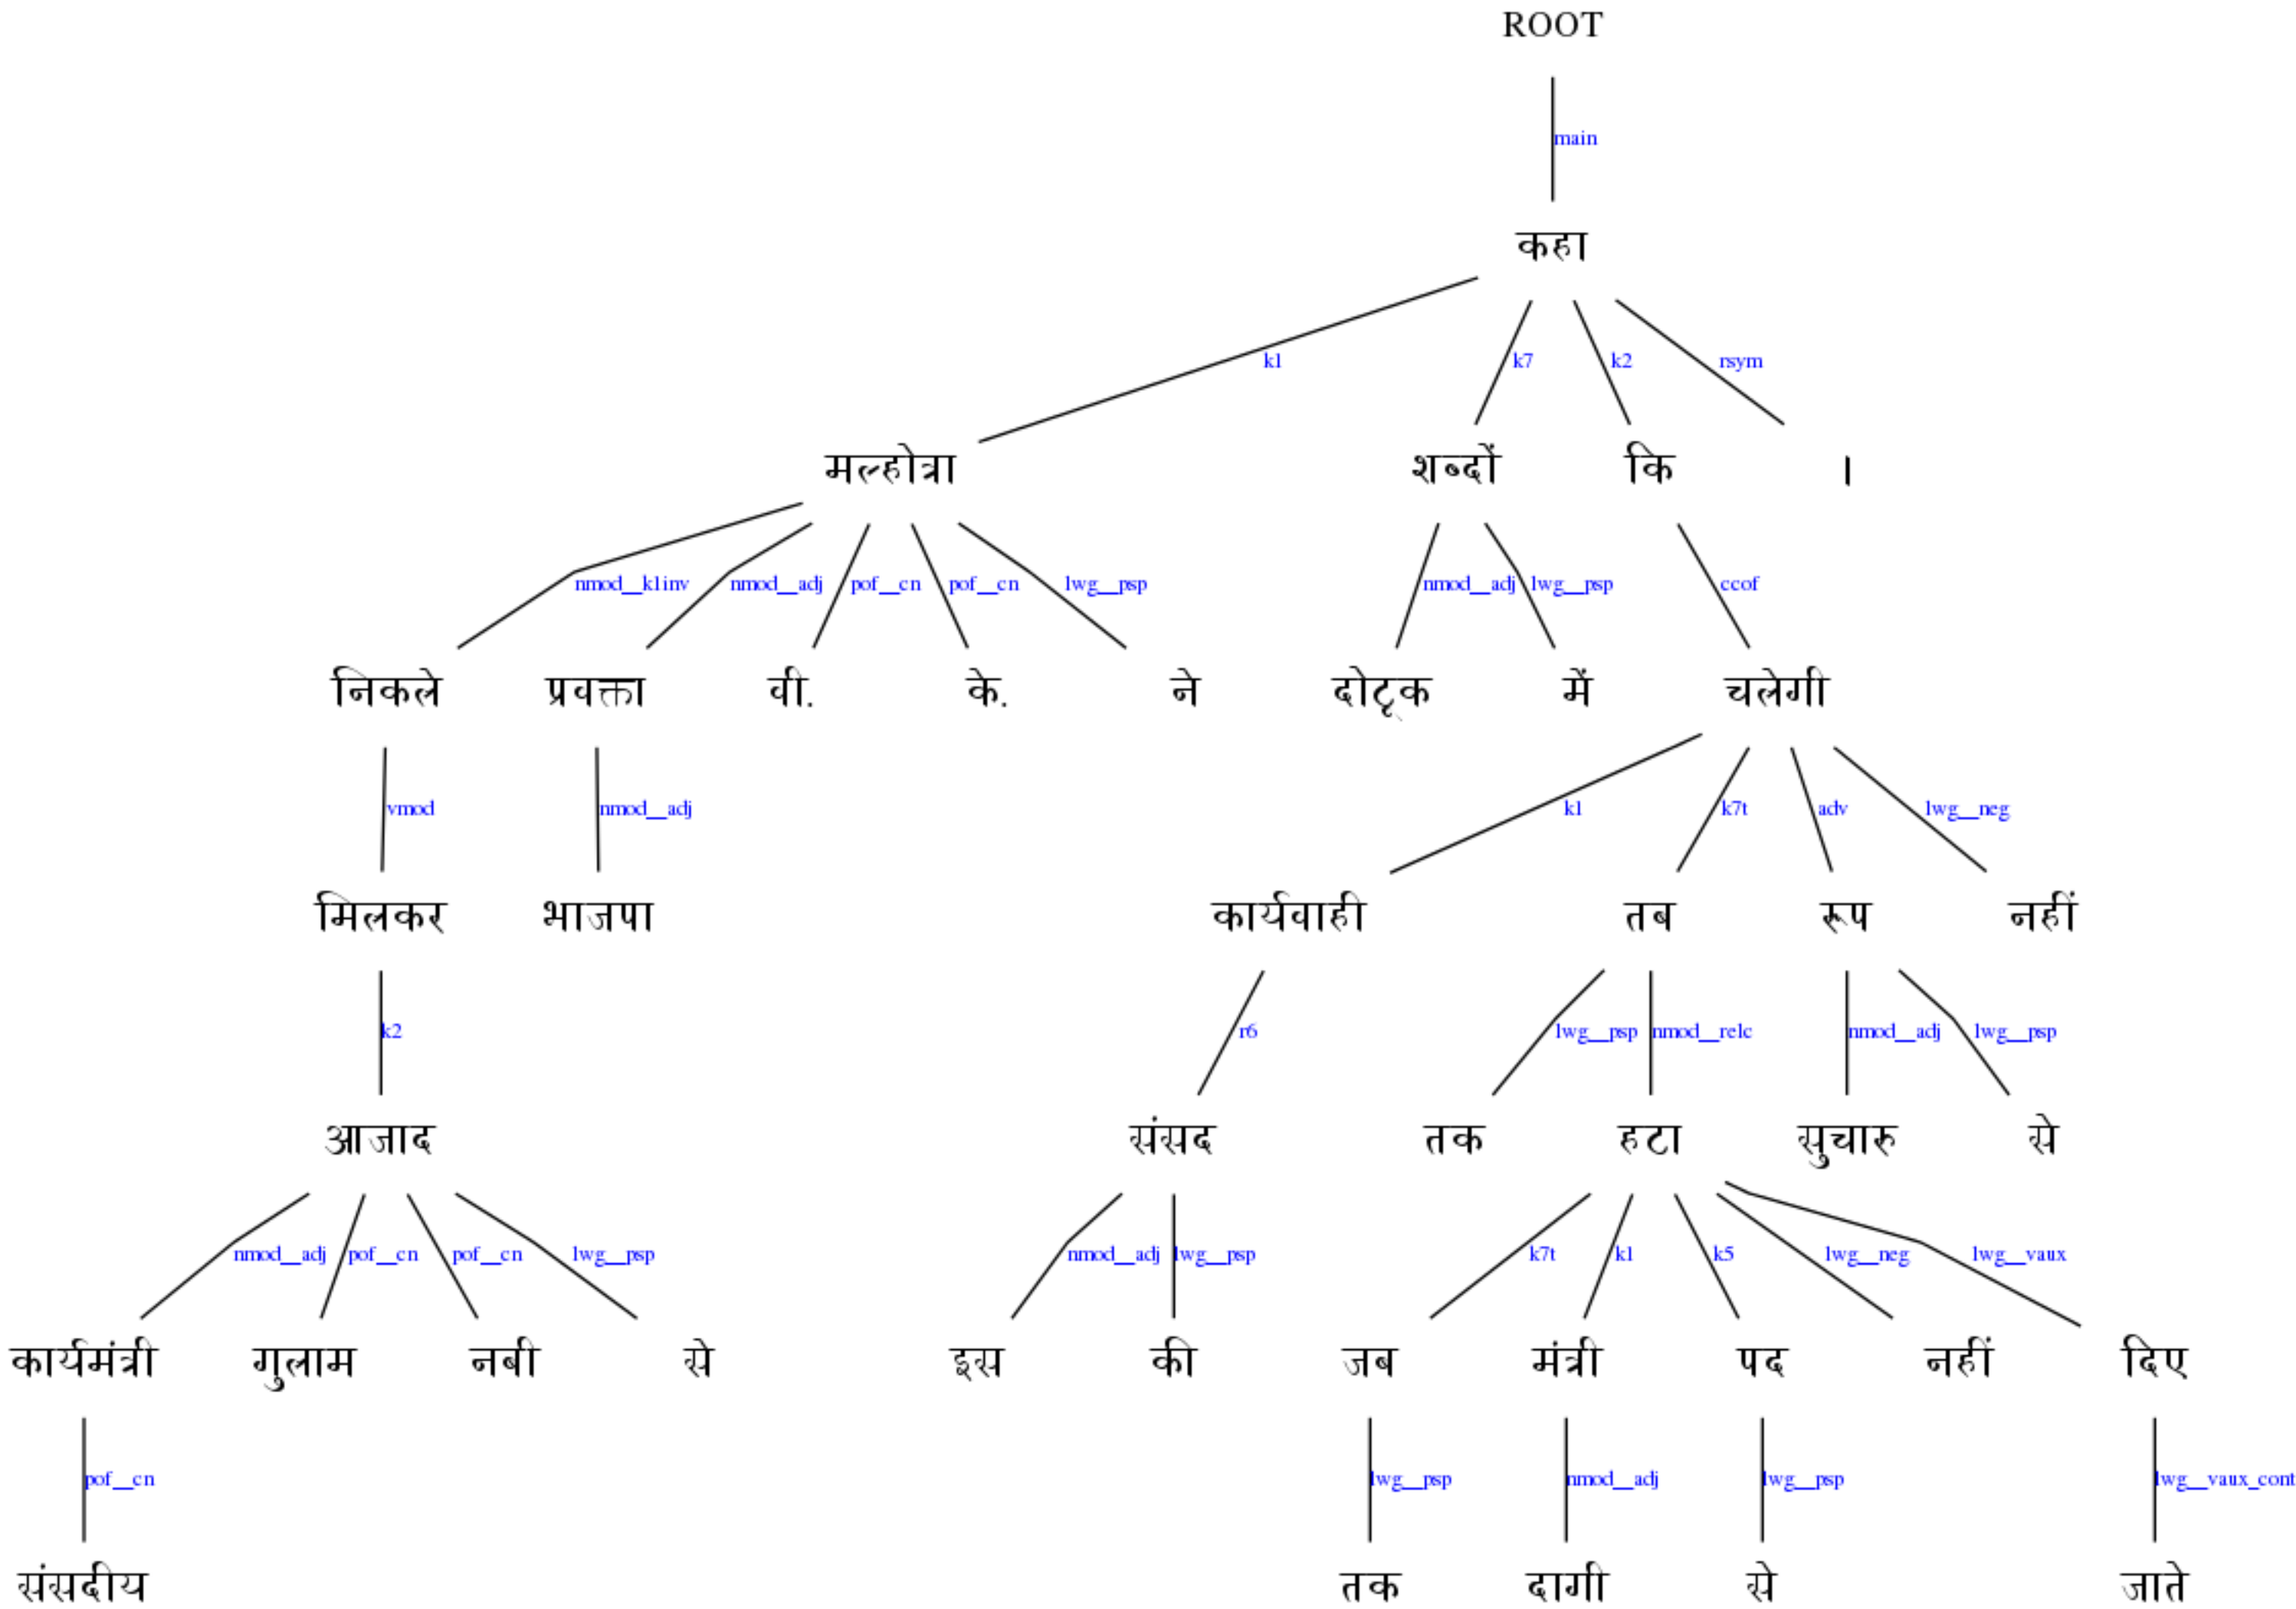 ROOT
main
कहा
k1 k7 k2 rsym
मल्होत्रा शब्दों कि ।
nmod__k1inv nmod__adj pof__cn pof__cn lwg__psp nmod__adj lwg__psp ccof
निकले प्रवक्ता वी. के. ने दोटूक में चलेगी
vmod nmod__adj k1 k7t adv lwg__neg
मिलकर भाजपा कार्यवाही तब रूप नहीं
k2 r6 lwg__psp nmod__relc nmod__adj lwg__psp
आजाद संसद तक हटा सुचारु से
nmod__adj pof__cn pof__cn lwg__psp nmod__adj lwg__psp k7t k1 k5 lwg__neg lwg__vaux
कार्यमंत्री गुलाम नबी से इस की जब मंत्री पद नहीं दिए
pof__cn lwg__psp nmod__adj lwg__psp lwg__vaux_cont
संसदीय तक दागी से जाते